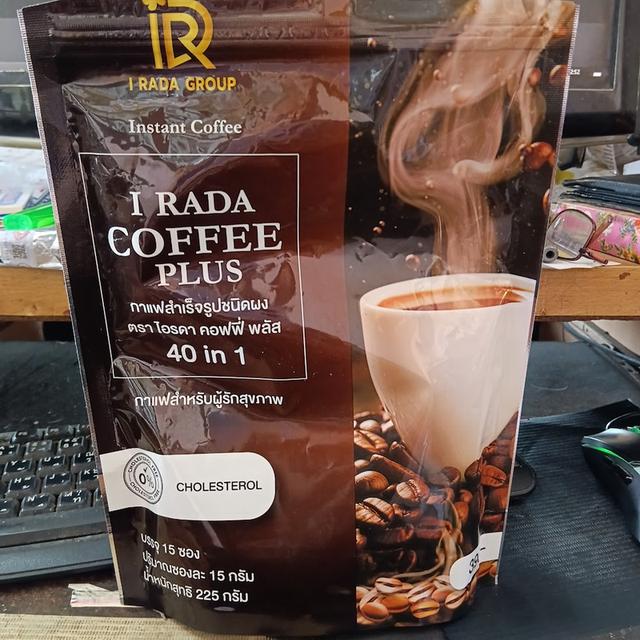 I RADA GROUP
Instant Coffee
I RADA
COFFEE
PLUS
กาแฟสำเร็จรูปชนิดผง
ตรา ไอรดา คอฟฟี่ พลัส
40 in 1
กาแฟสำหรับผู้รักสุขภาพ
0%
CHOLESTEROL
บรรจุ 15 ซอง
ปริมาณซองละ 15 กรัม
น้ำหนักสุทธิ 225 กรัม